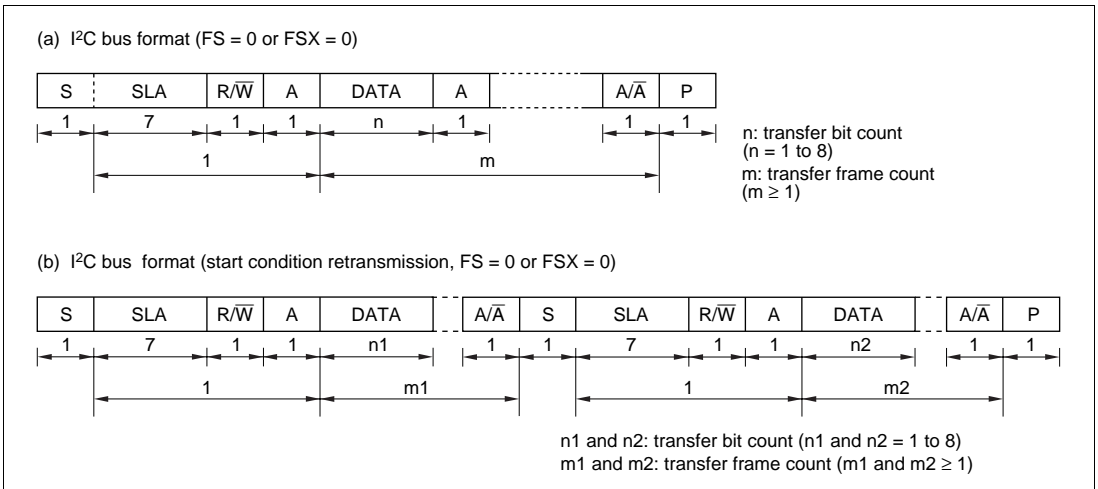 (a) I²C bus format (FS = 0 or FSX = 0)
S SLA R/W̅ A DATA A A/A̅ P
1 7 1 1 n 1 1 1
1 m
n: transfer bit count
(n = 1 to 8)
m: transfer frame count
(m ≥ 1)
(b) I²C bus format (start condition retransmission, FS = 0 or FSX = 0)
S SLA R/W̅ A DATA A/A̅ S SLA R/W̅ A DATA A/A̅ P
1 7 1 1 n1 1 1 7 1 1 n2 1 1
1 m1 1 m2
n1 and n2: transfer bit count (n1 and n2 = 1 to 8)
m1 and m2: transfer frame count (m1 and m2 ≥ 1)